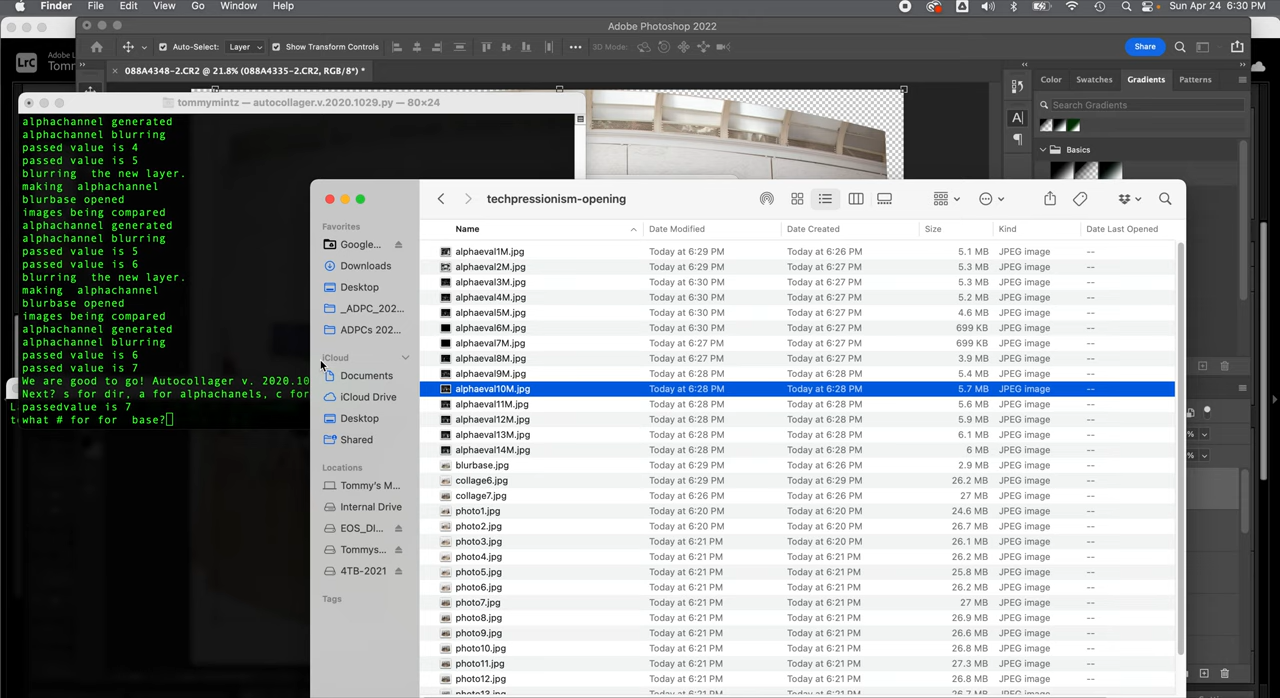 Finder File Edit View Go Window Help Sun Apr 24 6:30 PM
Adobe Photoshop 2022
Auto-Select: Layer Show Transform Controls 3D Mode: Share
LrC Adobe L
Tomm
088A4348-2.CR2 @ 21.8% (088A4335-2.CR2, RGB/8*) *
Color Swatches Gradients Patterns
Search Gradients
Basics
tommymintz — autocollager.v.2020.1029.py — 80×24
alphachannel generated
alphachannel blurring
passed value is 4
passed value is 5
blurring the new layer.
making alphachannel
blurbase opened
images being compared
alphachannel generated
alphachannel blurring
passed value is 5
passed value is 6
blurring the new layer.
making alphachannel
blurbase opened
images being compared
alphachannel generated
alphachannel blurring
passed value is 6
passed value is 7
We are good to go! Autocollager v. 2020.10
Next? s for dir, a for alphachanels, c for
passedvalue is 7
what # for for base?
techpressionism-opening
Favorites
Google...
Downloads
Desktop
_ADPC_202...
ADPCs 202...
iCloud
Documents
iCloud Drive
Desktop
Shared
Locations
Tommy's M...
Internal Drive
EOS_DI...
Tommys...
4TB-2021
Tags
Name Date Modified Date Created Size Kind Date Last Opened
alphaeval1M.jpg Today at 6:29 PM Today at 6:26 PM 5.1 MB JPEG image --
alphaeval2M.jpg Today at 6:29 PM Today at 6:27 PM 5.3 MB JPEG image --
alphaeval3M.jpg Today at 6:30 PM Today at 6:27 PM 5.3 MB JPEG image --
alphaeval4M.jpg Today at 6:30 PM Today at 6:27 PM 5.2 MB JPEG image --
alphaeval5M.jpg Today at 6:30 PM Today at 6:27 PM 4.6 MB JPEG image --
alphaeval6M.jpg Today at 6:30 PM Today at 6:27 PM 699 KB JPEG image --
alphaeval7M.jpg Today at 6:27 PM Today at 6:27 PM 699 KB JPEG image --
alphaeval8M.jpg Today at 6:27 PM Today at 6:27 PM 3.9 MB JPEG image --
alphaeval9M.jpg Today at 6:28 PM Today at 6:28 PM 5.4 MB JPEG image --
alphaeval10M.jpg Today at 6:28 PM Today at 6:28 PM 5.7 MB JPEG image --
alphaeval11M.jpg Today at 6:28 PM Today at 6:28 PM 5.6 MB JPEG image --
alphaeval12M.jpg Today at 6:28 PM Today at 6:28 PM 5.9 MB JPEG image --
alphaeval13M.jpg Today at 6:28 PM Today at 6:28 PM 6.1 MB JPEG image --
alphaeval14M.jpg Today at 6:28 PM Today at 6:28 PM 6 MB JPEG image --
blurbase.jpg Today at 6:29 PM Today at 6:26 PM 2.9 MB JPEG image --
collage6.jpg Today at 6:29 PM Today at 6:29 PM 26.2 MB JPEG image --
collage7.jpg Today at 6:26 PM Today at 6:26 PM 27 MB JPEG image --
photo1.jpg Today at 6:20 PM Today at 6:20 PM 24.6 MB JPEG image --
photo2.jpg Today at 6:20 PM Today at 6:20 PM 26.7 MB JPEG image --
photo3.jpg Today at 6:20 PM Today at 6:20 PM 26.1 MB JPEG image --
photo4.jpg Today at 6:21 PM Today at 6:21 PM 26.2 MB JPEG image --
photo5.jpg Today at 6:21 PM Today at 6:21 PM 25.8 MB JPEG image --
photo6.jpg Today at 6:21 PM Today at 6:21 PM 26.2 MB JPEG image --
photo7.jpg Today at 6:21 PM Today at 6:21 PM 27 MB JPEG image --
photo8.jpg Today at 6:21 PM Today at 6:21 PM 26.9 MB JPEG image --
photo9.jpg Today at 6:21 PM Today at 6:21 PM 26.6 MB JPEG image --
photo10.jpg Today at 6:21 PM Today at 6:21 PM 26.8 MB JPEG image --
photo11.jpg Today at 6:21 PM Today at 6:21 PM 27.3 MB JPEG image --
photo12.jpg Today at 6:21 PM Today at 6:21 PM 26.8 MB JPEG image --